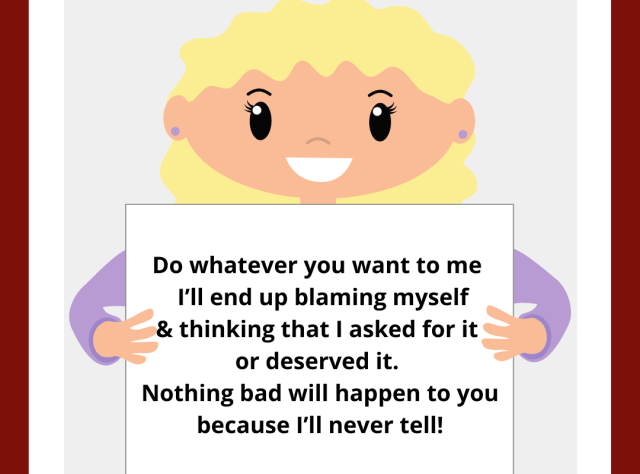 Do whatever you want to me
I'll end up blaming myself
& thinking that I asked for it
or deserved it.
Nothing bad will happen to you
because I'll never tell!